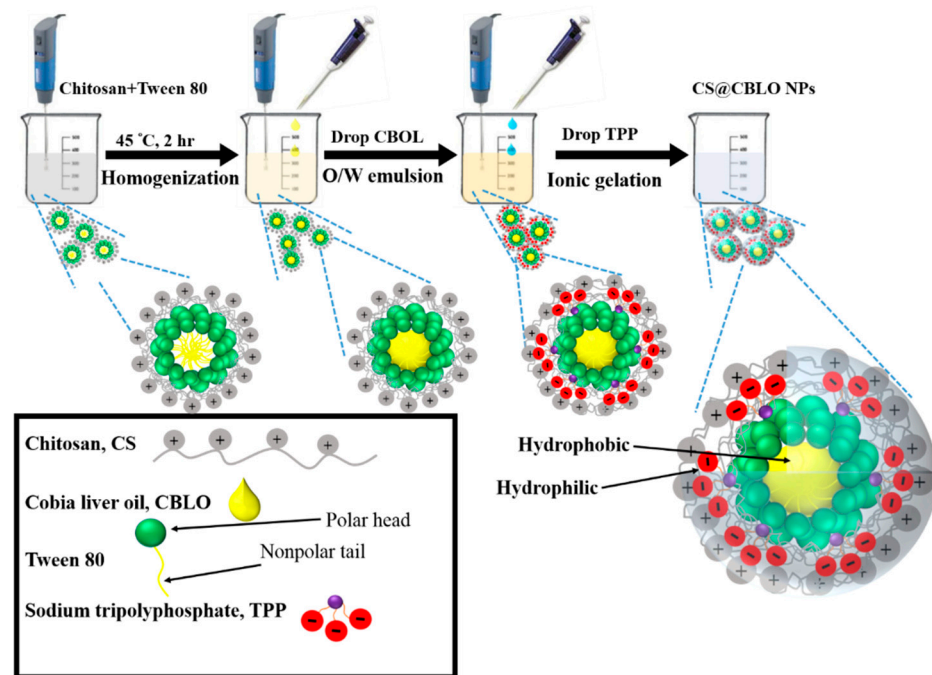 Chitosan+Tween 80
CS@CBLO NPs
45 °C, 2 hr
Homogenization
Drop CBOL
O/W emulsion
Drop TPP
Ionic gelation
Hydrophobic
Hydrophilic
Chitosan, CS
Cobia liver oil, CBLO
Polar head
Nonpolar tail
Tween 80
Sodium tripolyphosphate, TPP